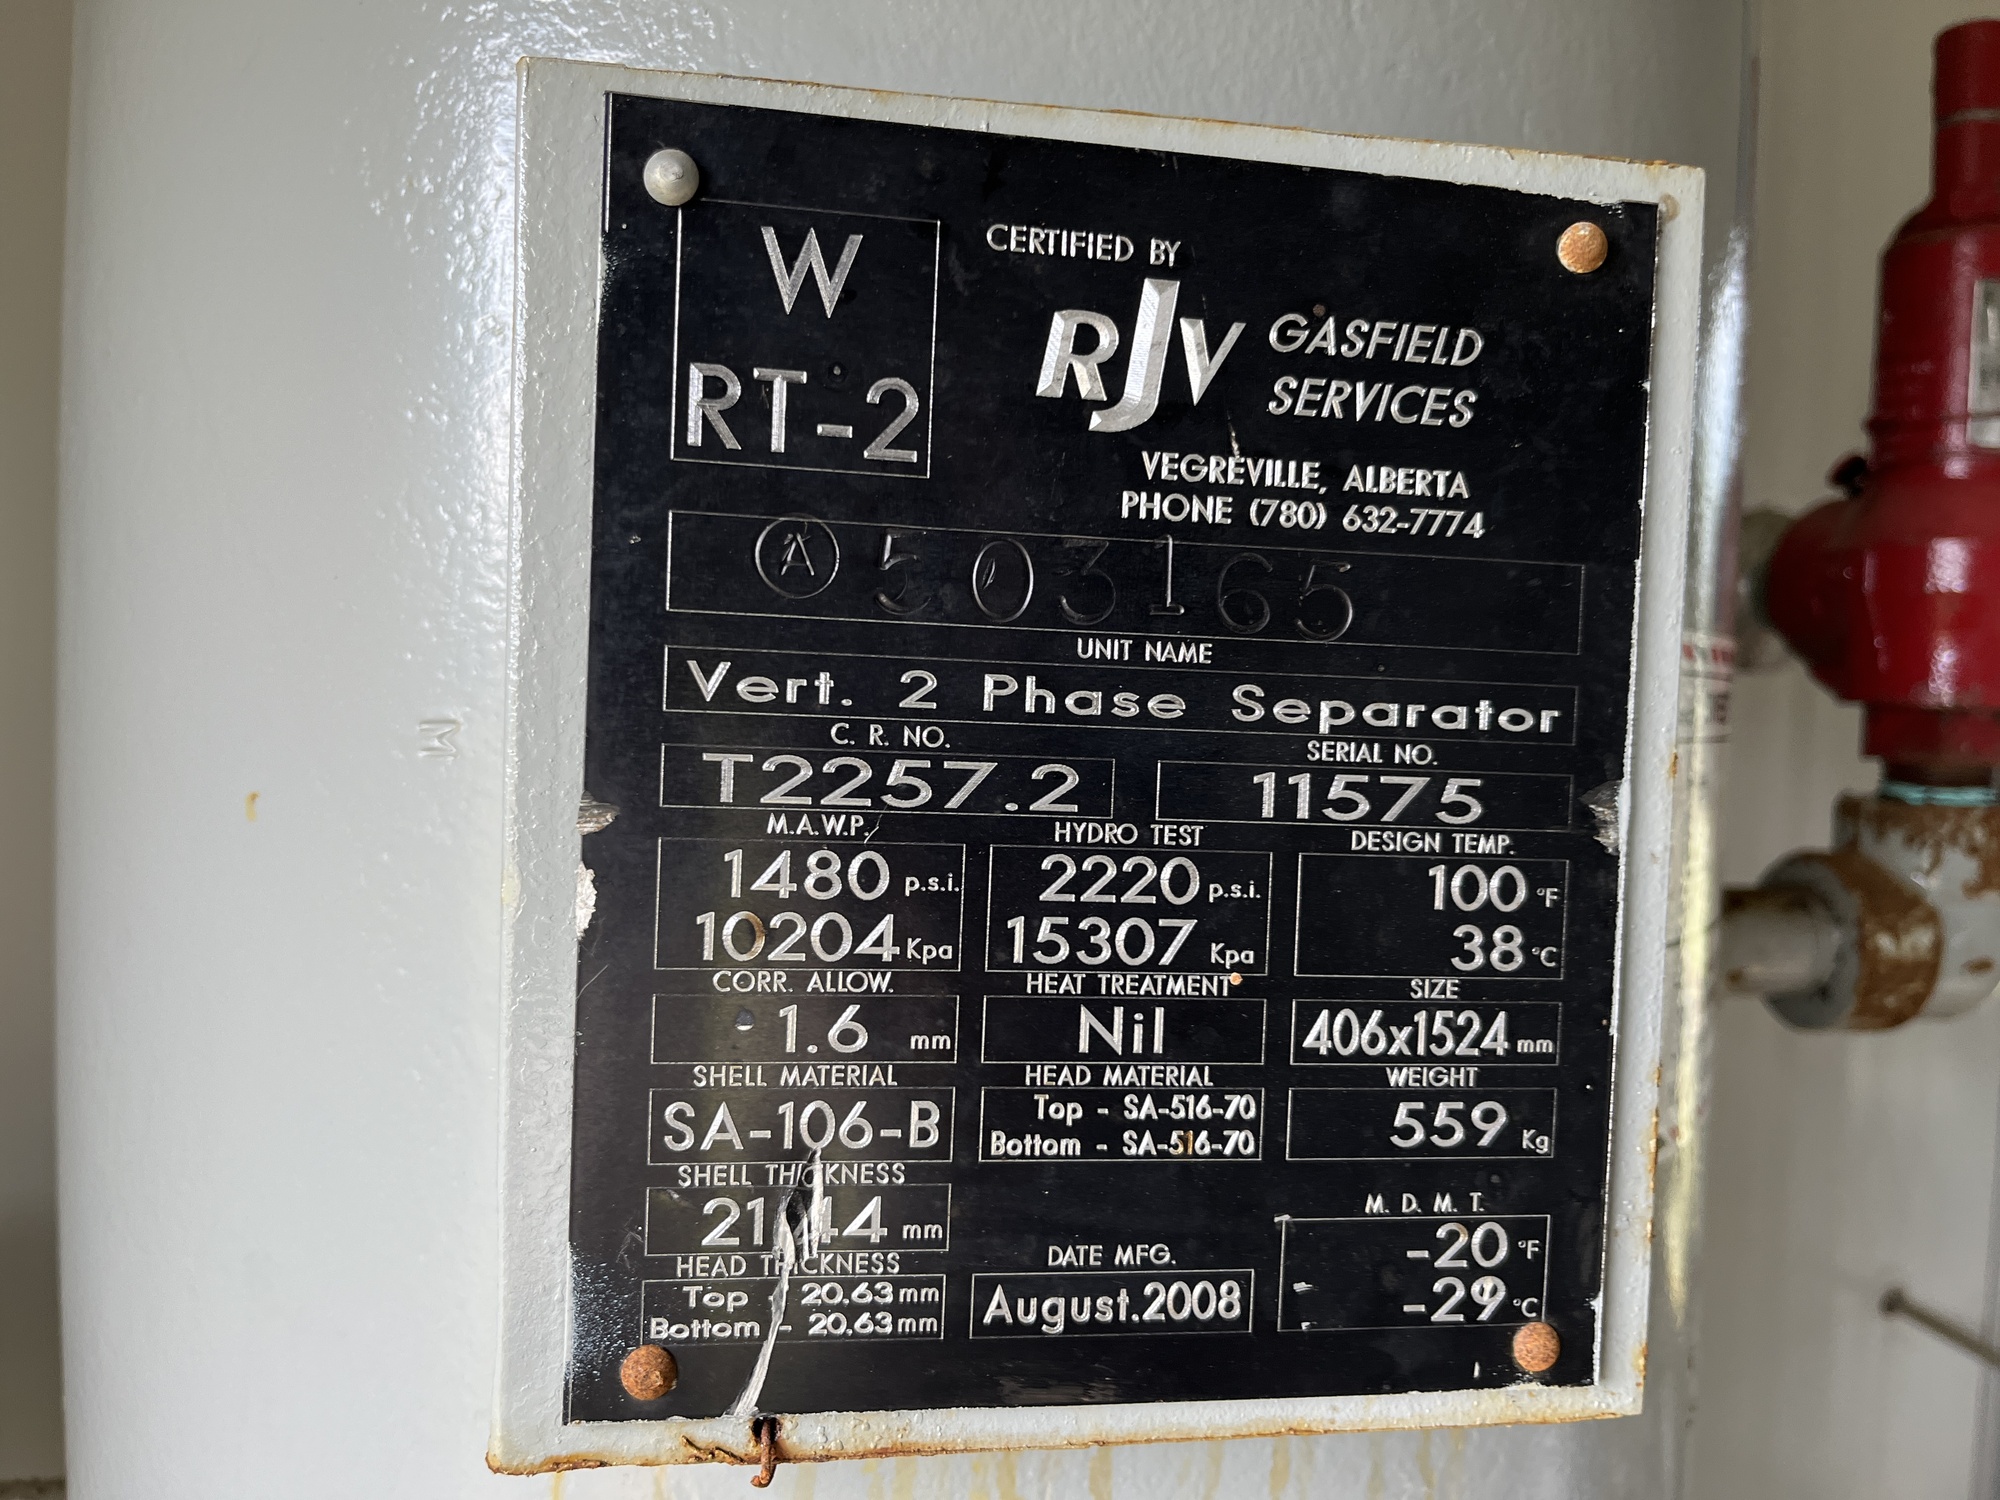 W
RT-2
CERTIFIED BY
RJV GASFIELD
SERVICES
VEGREVILLE, ALBERTA
PHONE (780) 632-7774
Ⓐ 503165
UNIT NAME
Vert. 2 Phase Separator
C. R. NO.
T2257.2
SERIAL NO.
11575
M.A.W.P.
1480 p.s.i.
10204 Kpa
HYDRO TEST
2220 p.s.i.
15307 Kpa
DESIGN TEMP.
100 °F
38 °C
CORR. ALLOW.
1.6 mm
HEAT TREATMENT
Nil
SIZE
406x1524 mm
SHELL MATERIAL
SA-106-B
HEAD MATERIAL
Top - SA-516-70
Bottom - SA-516-70
WEIGHT
559 Kg
SHELL THICKNESS
21.44 mm
HEAD THICKNESS
Top - 20.63 mm
Bottom - 20.63 mm
DATE MFG.
August.2008
M. D. M. T.
-20 °F
-29 °C
M